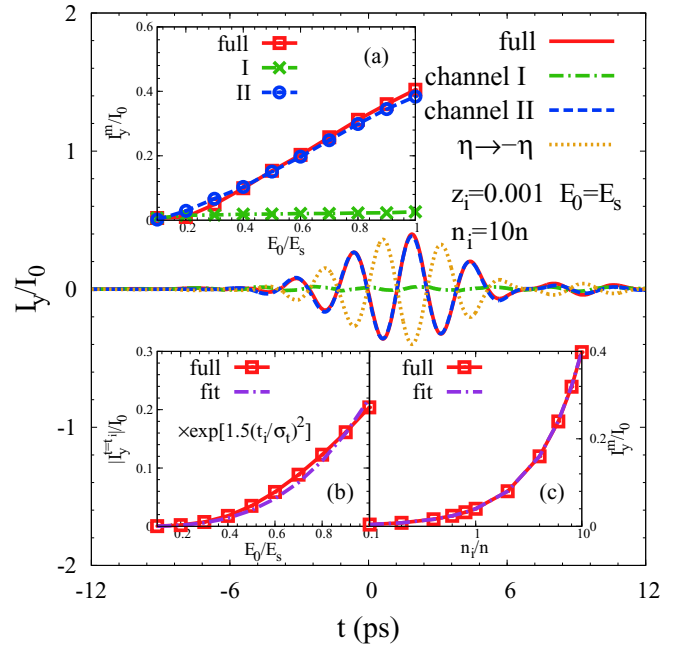 2
1
0
-1
-2
I_y/I_0
-12
-6
0
6
12
t (ps)
full
channel I
channel II
η→−η
z_i=0.001 E_0=E_s
n_i=10n
(a)
full
I
II
I_y^m/I_0
0.6
0.4
0.2
0
0.2
0.4
0.6
0.8
1
E_0/E_s
(b)
full
fit
×exp[1.5(t_i/σ_t)^2]
|I_y^{t=t_i}|/I_0
0.3
0.2
0.1
0
0.2
0.4
0.6
0.8
E_0/E_s
(c)
full
fit
0.1
1
10
n_i/n
0.4
0.2
0
I_y^m/I_0